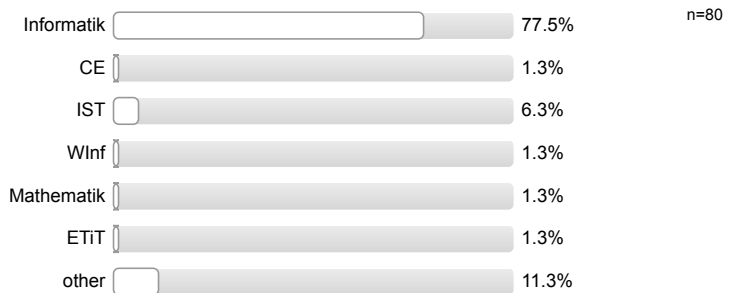 n=80
Informatik 77.5%
CE 1.3%
IST 6.3%
WInf 1.3%
Mathematik 1.3%
ETiT 1.3%
other 11.3%